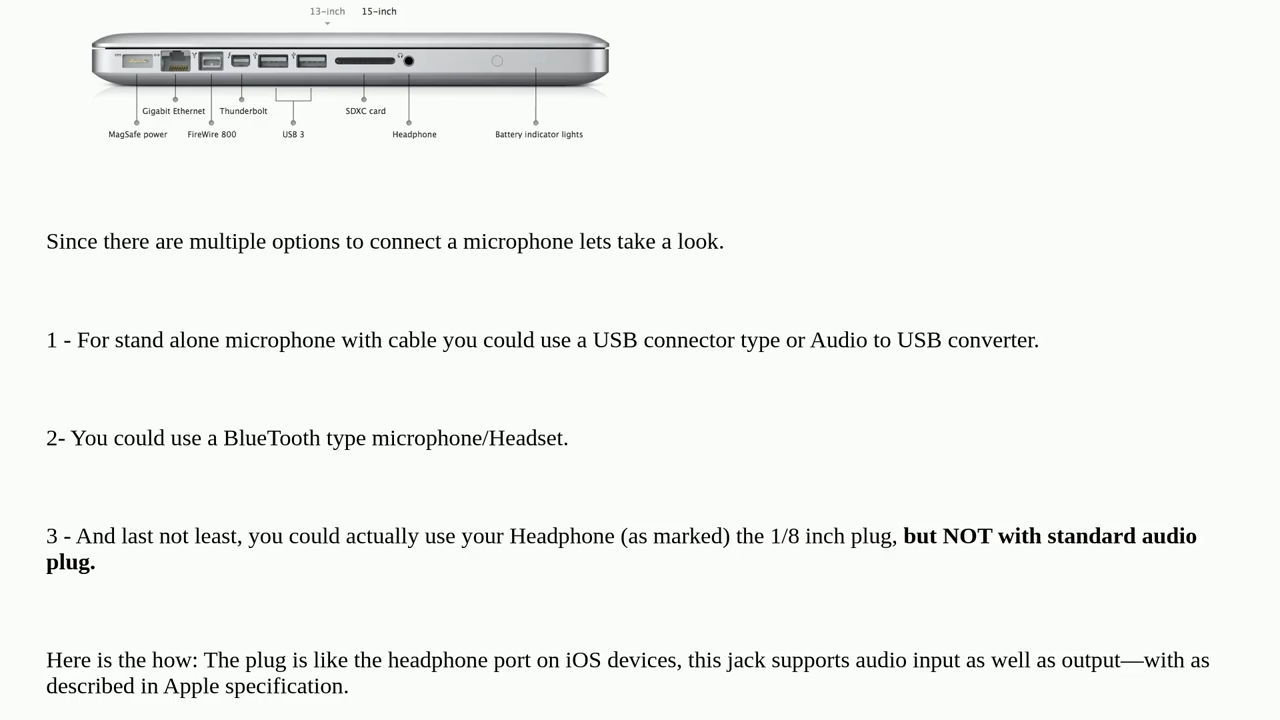 13-inch 15-inch
Gigabit Ethernet Thunderbolt SDXC card
MagSafe power FireWire 800 USB 3 Headphone Battery indicator lights
Since there are multiple options to connect a microphone lets take a look.
1 - For stand alone microphone with cable you could use a USB connector type or Audio to USB converter.
2- You could use a BlueTooth type microphone/Headset.
3 - And last not least, you could actually use your Headphone (as marked) the 1/8 inch plug, but NOT with standard audio
plug.
Here is the how: The plug is like the headphone port on iOS devices, this jack supports audio input as well as output—with as
described in Apple specification.